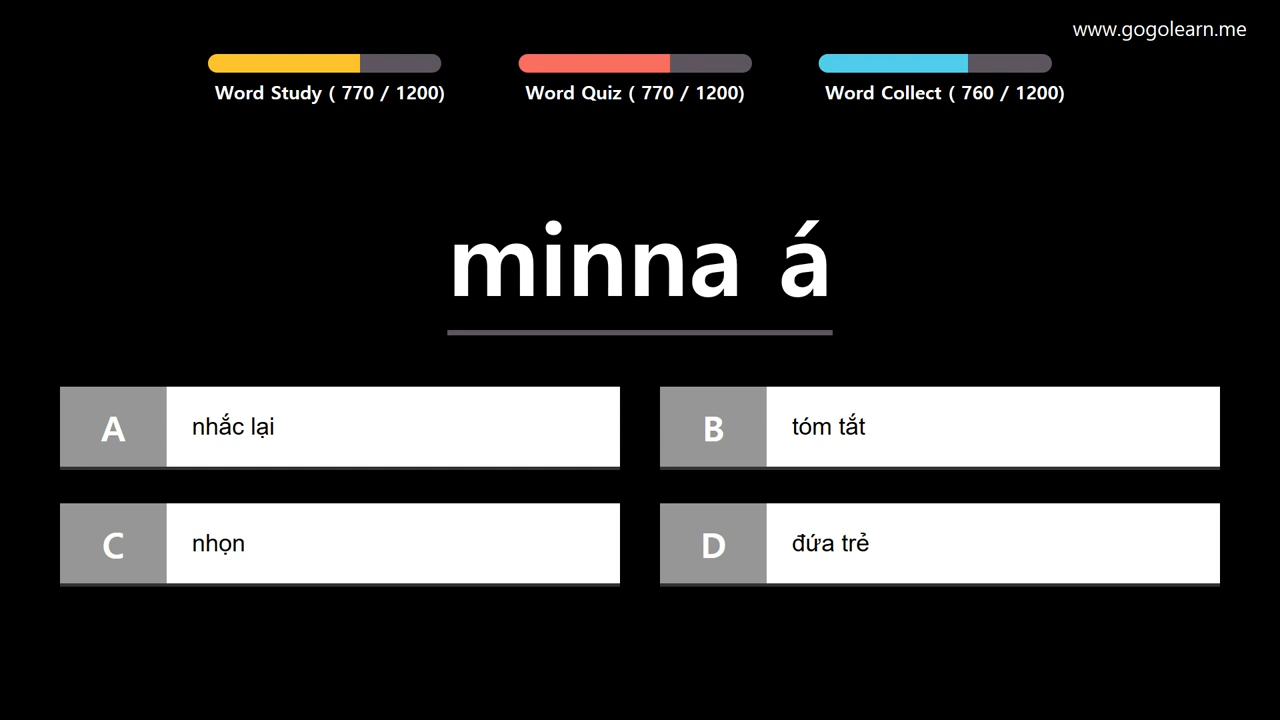 www.gogolearn.me
Word Study ( 770 / 1200)
Word Quiz ( 770 / 1200)
Word Collect ( 760 / 1200)
minna á
A nhắc lại
B tóm tắt
C nhọn
D đứa trẻ